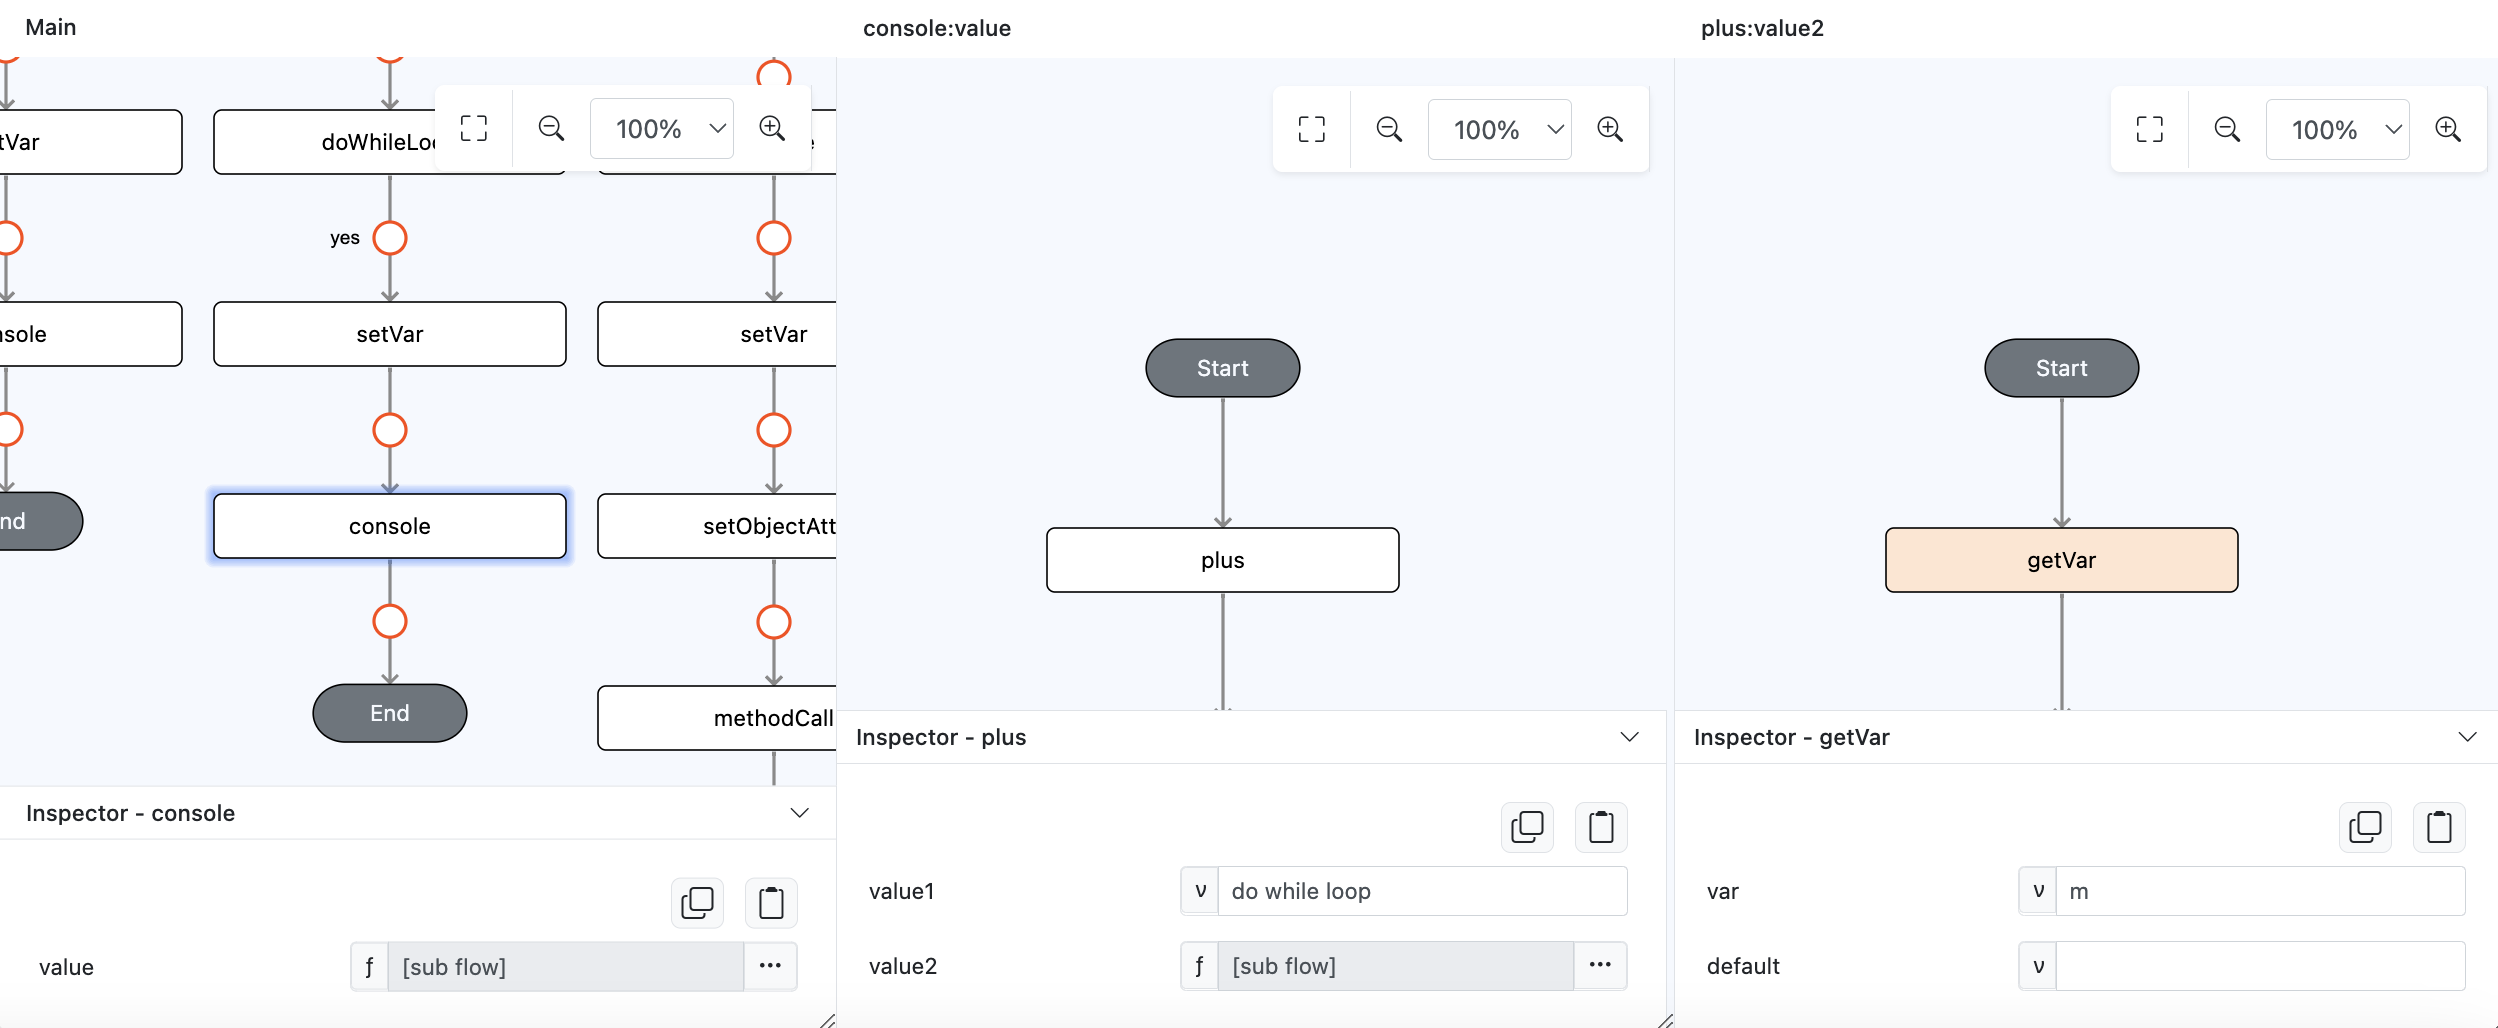 Main
tVar
doWhileLoo
100%
e
yes
nsole
setVar
setVar
nd
console
setObjectAtt
End
methodCall
Inspector - console
value
ƒ
[sub flow]
...
console:value
100%
Start
plus
Inspector - plus
value1
ν
do while loop
value2
ƒ
[sub flow]
...
plus:value2
100%
Start
getVar
Inspector - getVar
var
ν
m
default
ν